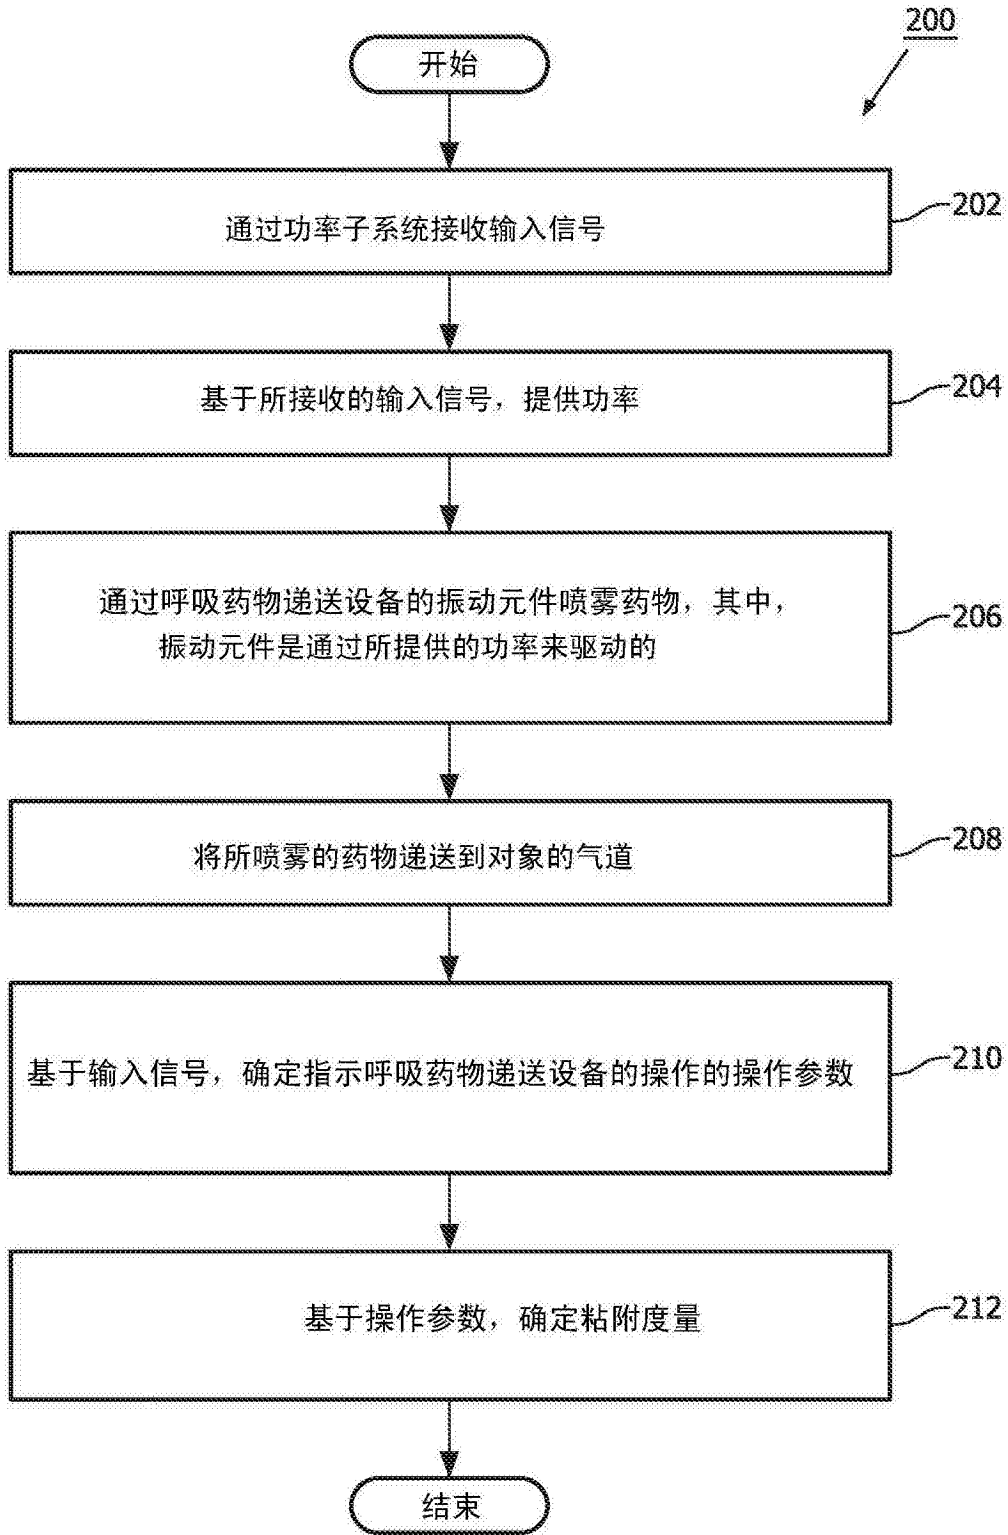 200
开始
通过功率子系统接收输入信号
202
基于所接收的输入信号，提供功率
204
通过呼吸药物递送设备的振动元件喷雾药物，其中，
振动元件是通过所提供的功率来驱动的
206
将所喷雾的药物递送到对象的气道
208
基于输入信号，确定指示呼吸药物递送设备的操作的操作参数
210
基于操作参数，确定粘附度量
212
结束